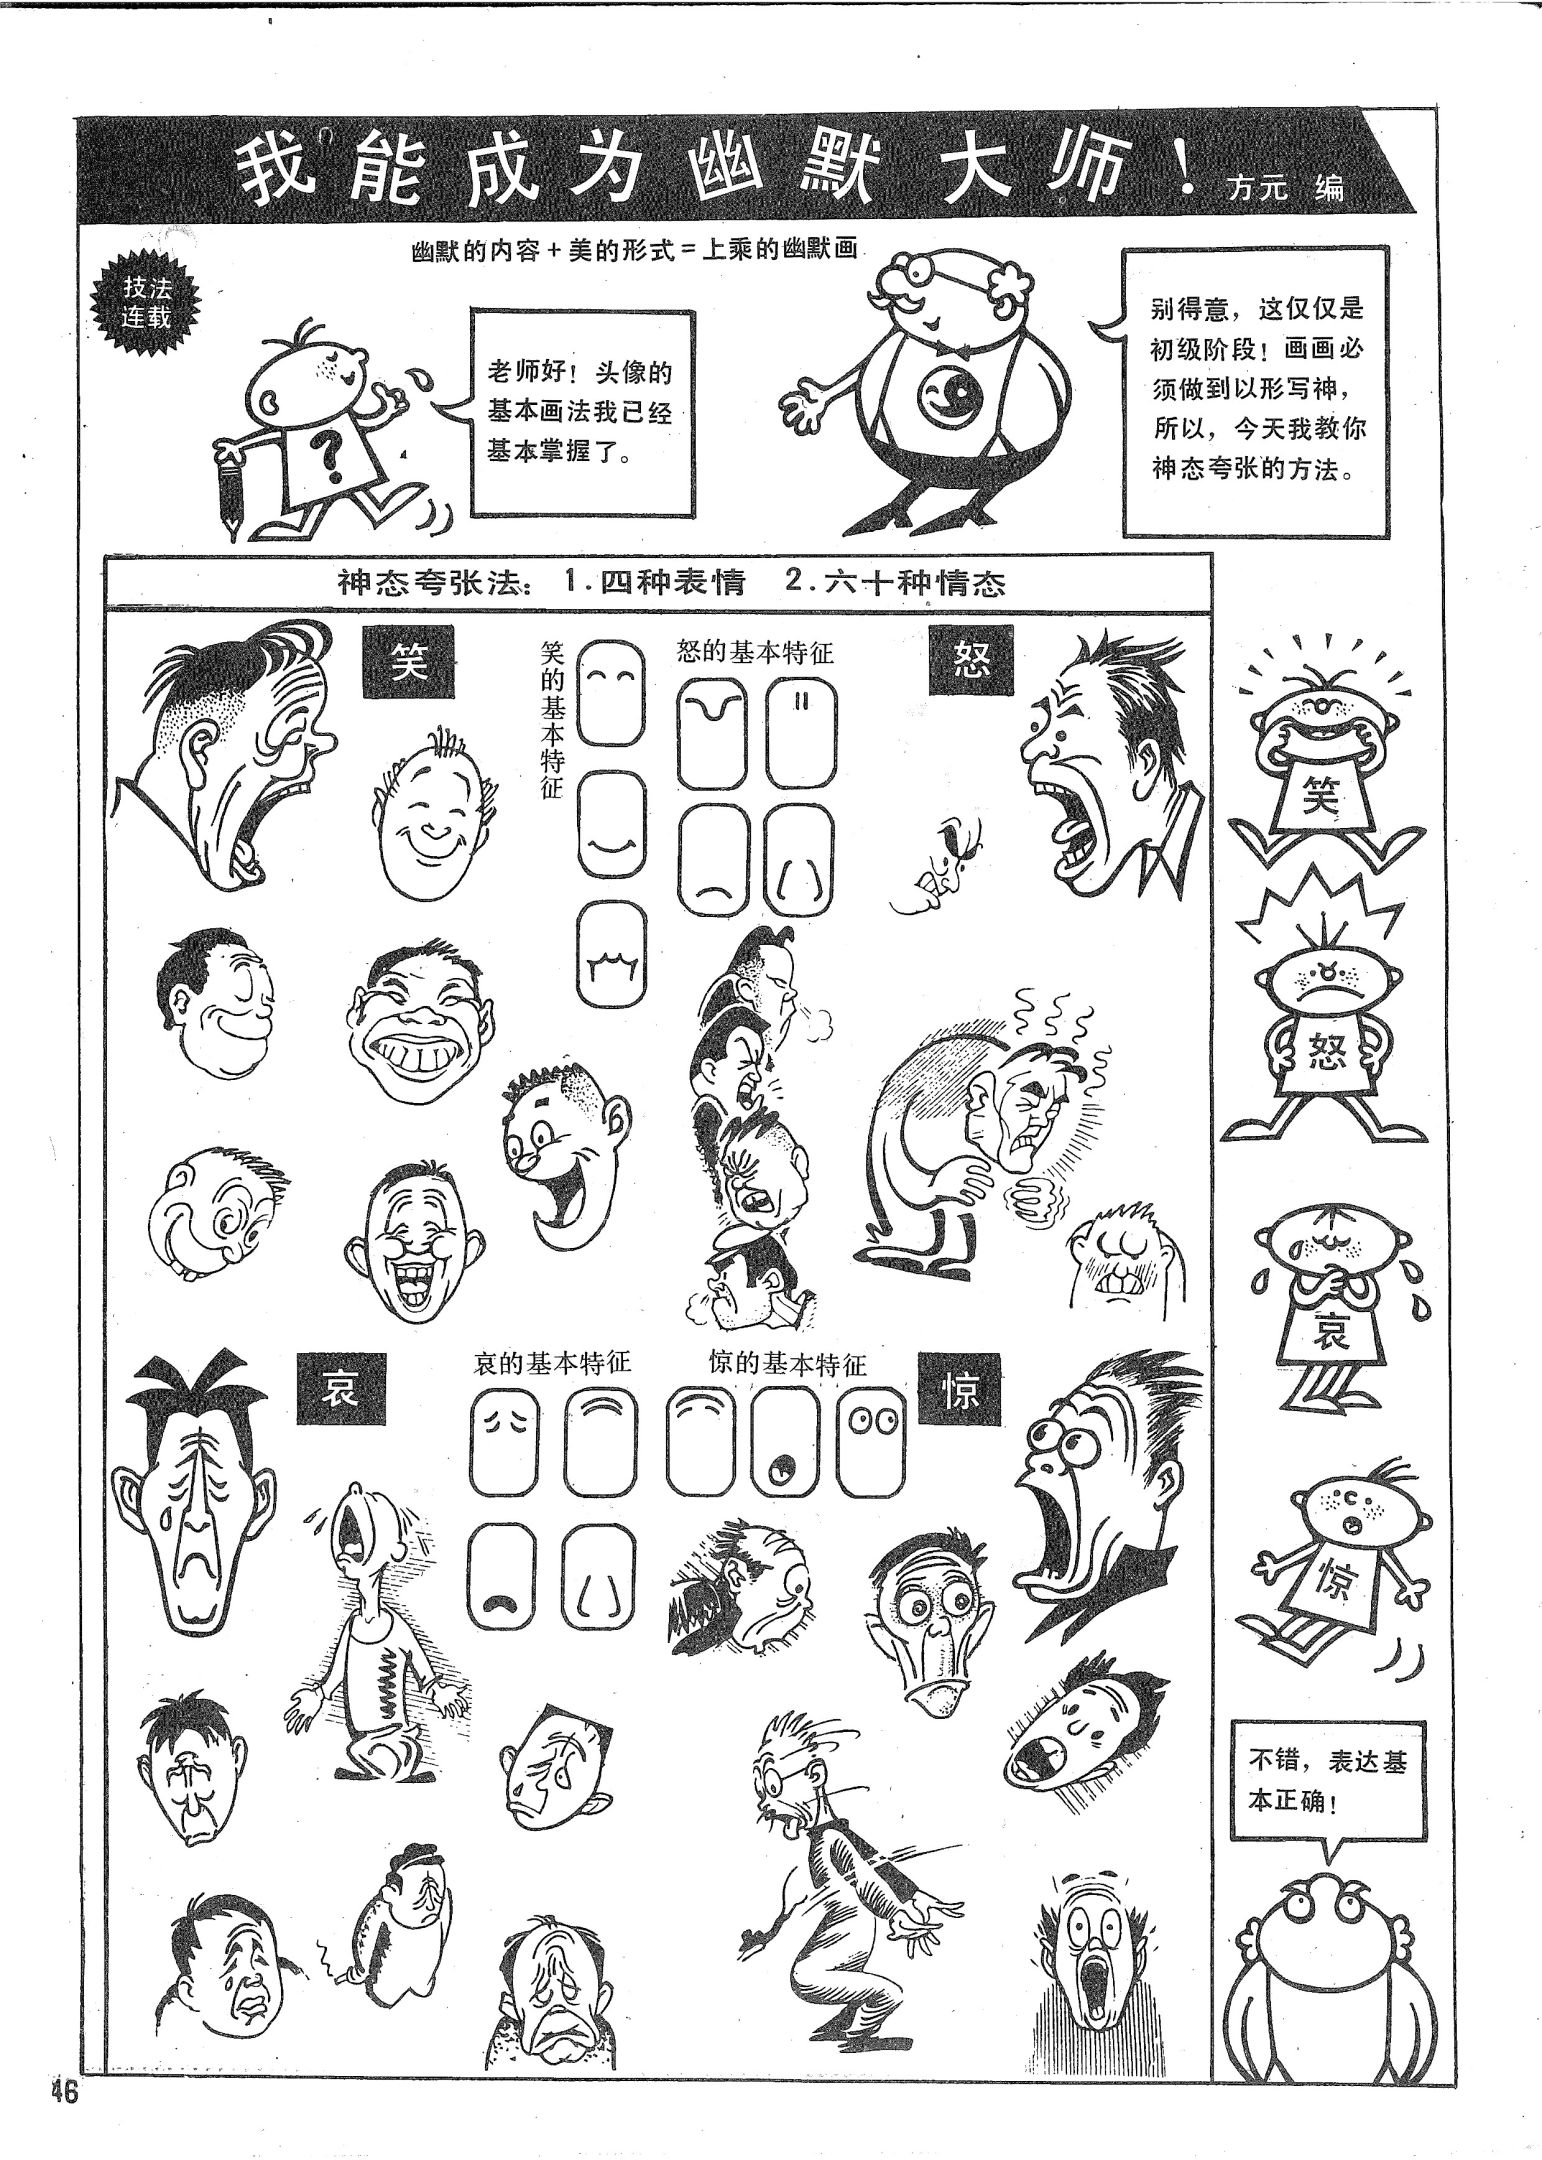 我能成为幽默大师！
方元 编
技法
连载
幽默的内容＋美的形式＝上乘的幽默画
老师好！头像的
基本画法我已经
基本掌握了。
?
别得意，这仅仅是
初级阶段！画画必
须做到以形写神，
所以，今天我教你
神态夸张的方法。
神态夸张法：1.四种表情 2.六十种情态
笑
笑的基本特征
怒的基本特征
怒
哀
哀的基本特征
惊的基本特征
惊
笑
怒
哀
惊
不错，表达基
本正确！
46